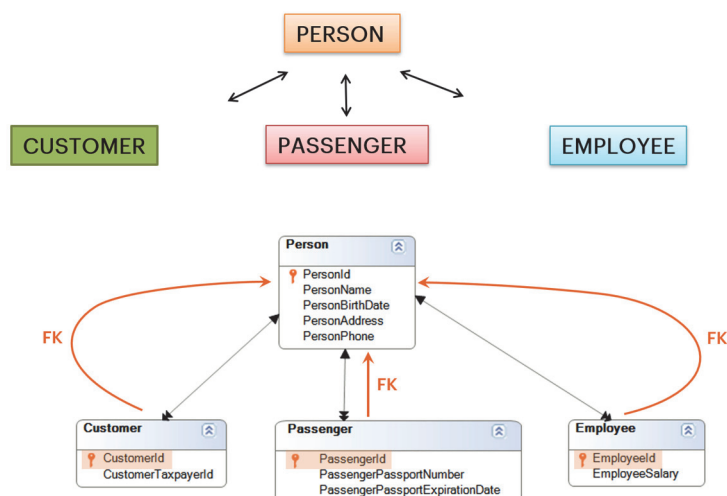 PERSON
CUSTOMER
PASSENGER
EMPLOYEE
Person
PersonId
PersonName
PersonBirthDate
PersonAddress
PersonPhone
FK
FK
FK
Customer
CustomerId
CustomerTaxpayerId
Passenger
PassengerId
PassengerPassportNumber
PassengerPassportExpirationDate
Employee
EmployeeId
EmployeeSalary